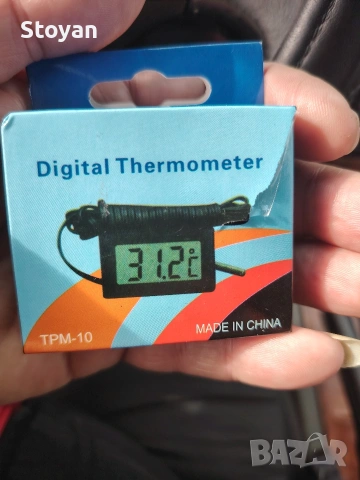 Stoyan
Digital Thermometer
31.2°C
TPM-10
MADE IN CHINA
BAZAR